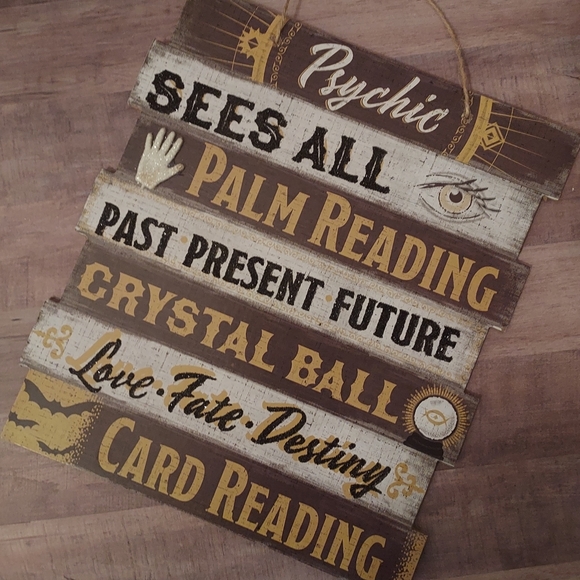 Psychic
SEES ALL
PALM READING
PAST · PRESENT · FUTURE
CRYSTAL BALL
Love · Fate · Destiny
CARD READING